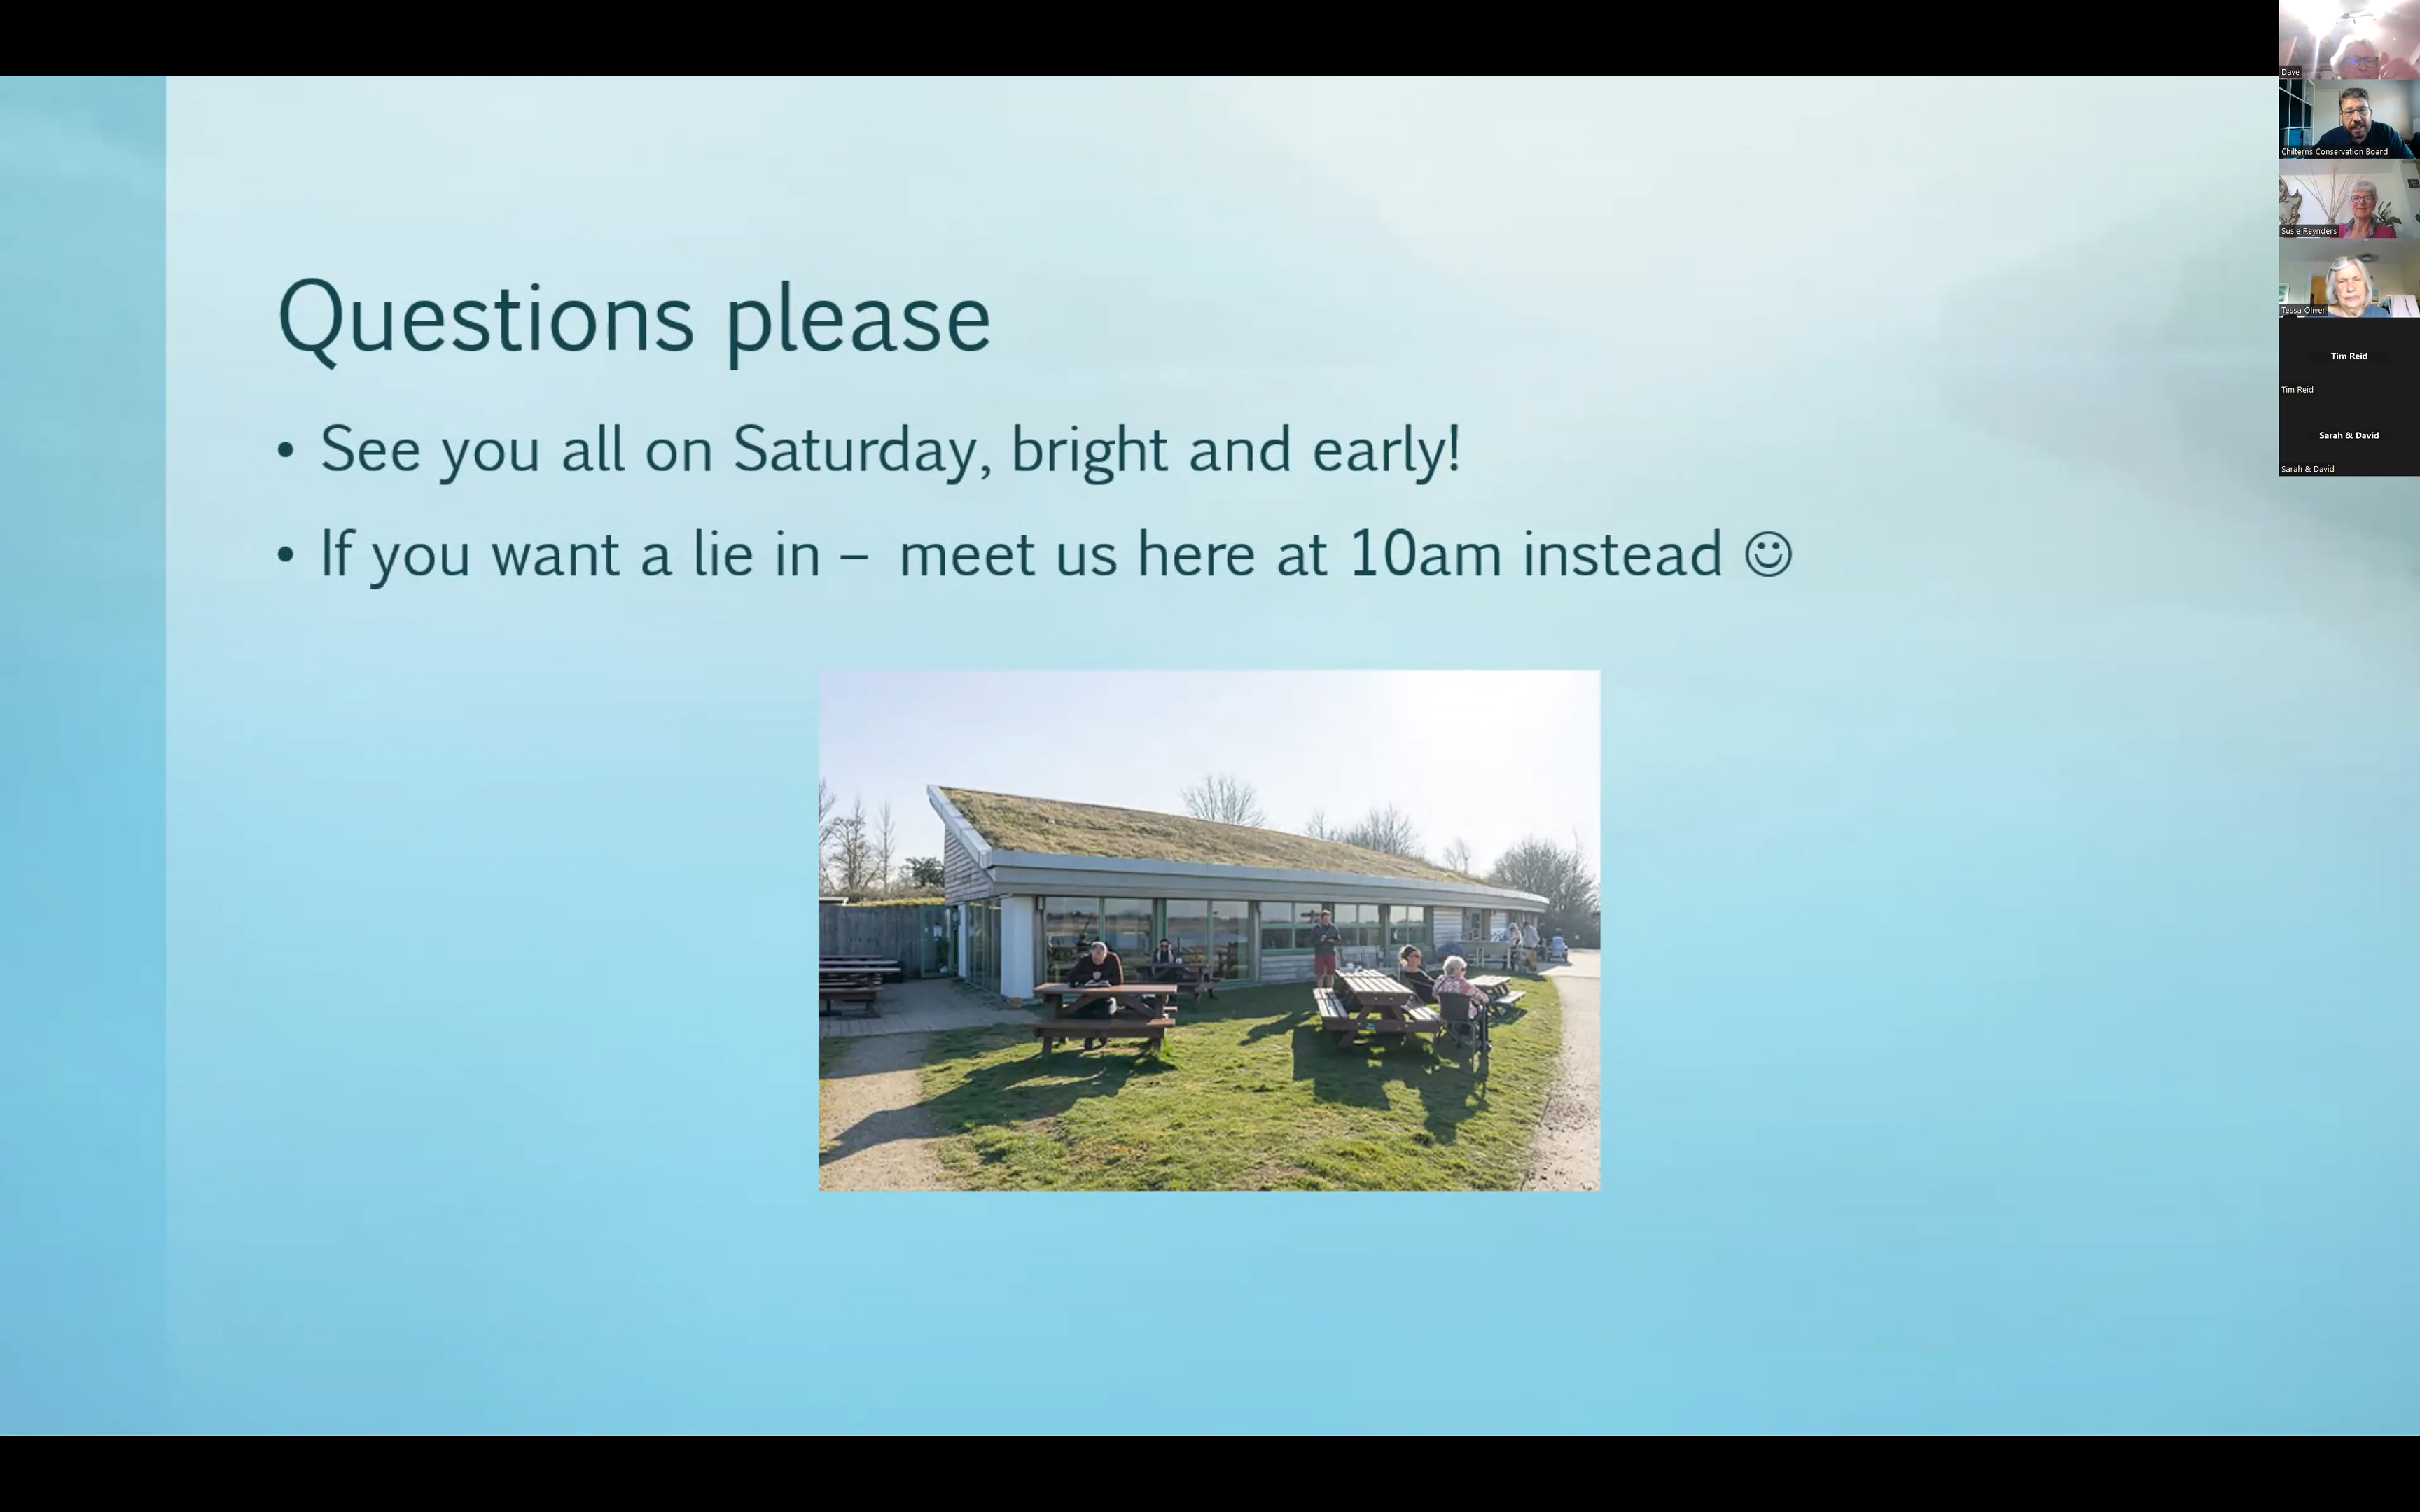 Questions please
• See you all on Saturday, bright and early!
• If you want a lie in – meet us here at 10am instead ☺
Dave
Chilterns Conservation Board
Susie Reynders
Tessa Oliver
Tim Reid
Tim Reid
Sarah & David
Sarah & David